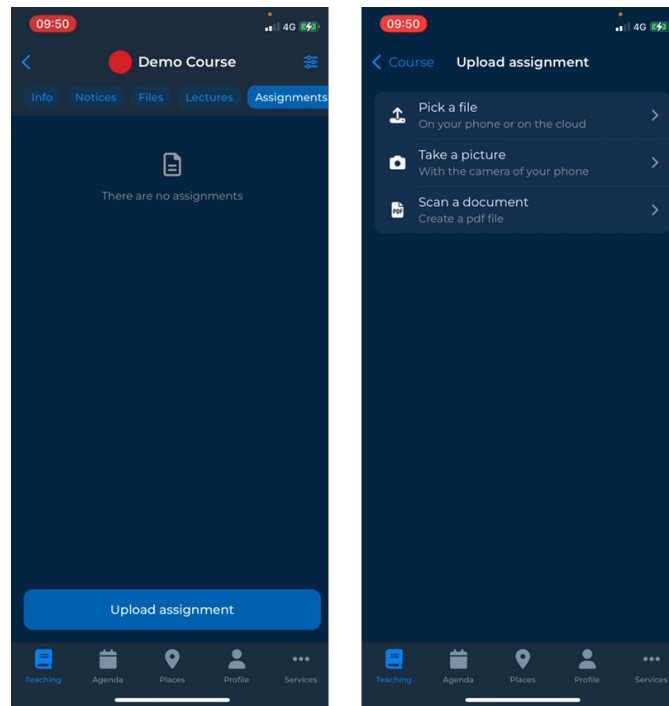 09:50
4G
Demo Course
Info Notices Files Lectures Assignments
There are no assignments
Upload assignment
Teaching Agenda Places Profile Services
09:50
4G
Course Upload assignment
Pick a file
On your phone or on the cloud
Take a picture
With the camera of your phone
PDF
Scan a document
Create a pdf file
Teaching Agenda Places Profile Services